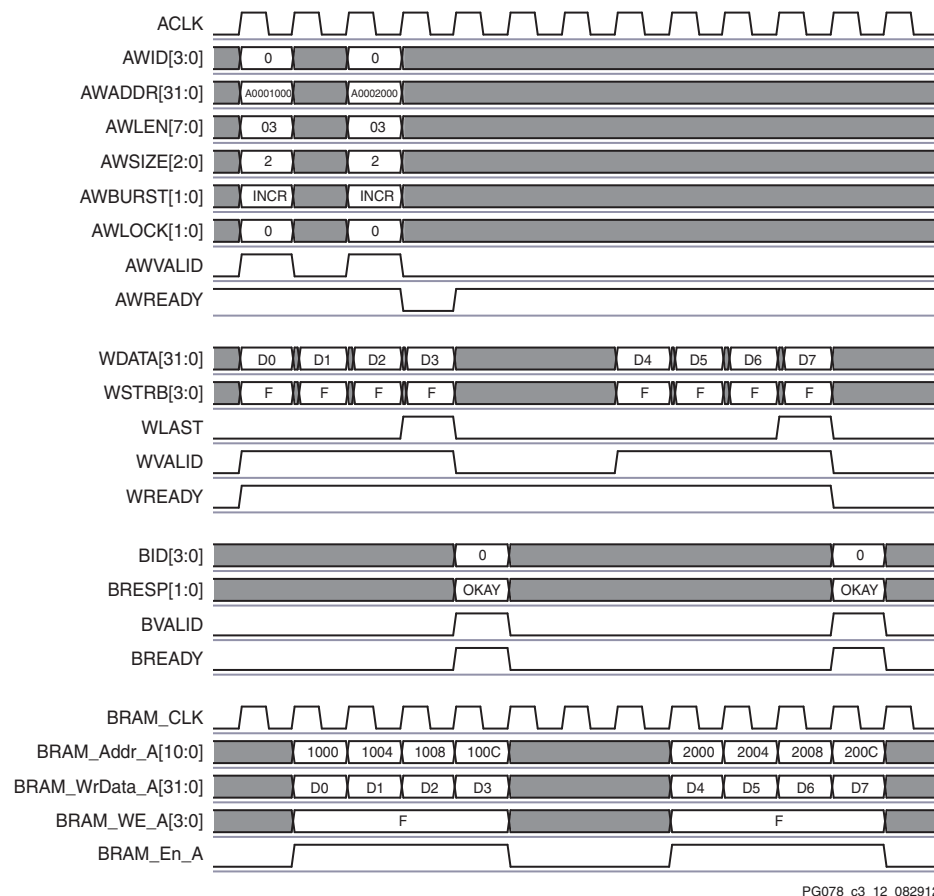 ACLK
AWID[3:0] 0 0
AWADDR[31:0] A0001000 A0002000
AWLEN[7:0] 03 03
AWSIZE[2:0] 2 2
AWBURST[1:0] INCR INCR
AWLOCK[1:0] 0 0
AWVALID
AWREADY
WDATA[31:0] D0 D1 D2 D3 D4 D5 D6 D7
WSTRB[3:0] F F F F F F F F
WLAST
WVALID
WREADY
BID[3:0] 0 0
BRESP[1:0] OKAY OKAY
BVALID
BREADY
BRAM_CLK
BRAM_Addr_A[10:0] 1000 1004 1008 100C 2000 2004 2008 200C
BRAM_WrData_A[31:0] D0 D1 D2 D3 D4 D5 D6 D7
BRAM_WE_A[3:0] F F
BRAM_En_A
PG078_c3_12_082912